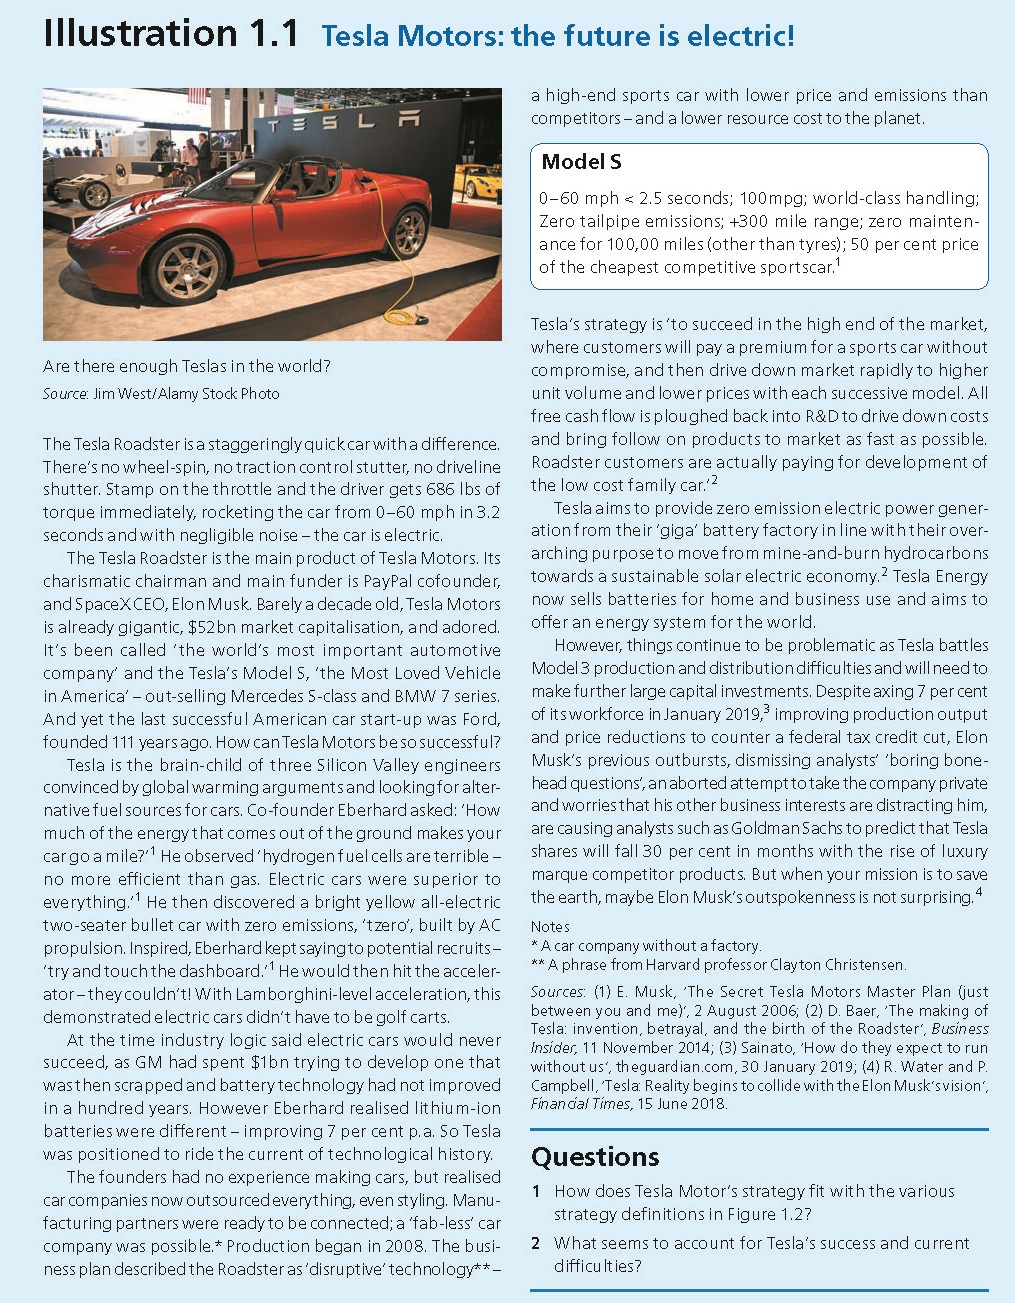 Illustration 1.1 Tesla Motors: the future is electric!
TESLA
Are there enough Teslas in the world?
Source: Jim West/Alamy Stock Photo
The Tesla Roadster is a staggeringly quick car with a difference.
There's no wheel-spin, no traction control stutter, no driveline
shutter. Stamp on the throttle and the driver gets 686 lbs of
torque immediately, rocketing the car from 0–60 mph in 3.2
seconds and with negligible noise – the car is electric.
The Tesla Roadster is the main product of Tesla Motors. Its
charismatic chairman and main funder is PayPal cofounder,
and SpaceX CEO, Elon Musk. Barely a decade old, Tesla Motors
is already gigantic, $52bn market capitalisation, and adored.
It's been called 'the world's most important automotive
company' and the Tesla's Model S, 'the Most Loved Vehicle
in America' – out-selling Mercedes S-class and BMW 7 series.
And yet the last successful American car start-up was Ford,
founded 111 years ago. How can Tesla Motors be so successful?
Tesla is the brain-child of three Silicon Valley engineers
convinced by global warming arguments and looking for alter-
native fuel sources for cars. Co-founder Eberhard asked: 'How
much of the energy that comes out of the ground makes your
car go a mile?'1 He observed 'hydrogen fuel cells are terrible –
no more efficient than gas. Electric cars were superior to
everything.'1 He then discovered a bright yellow all-electric
two-seater bullet car with zero emissions, 'tzero', built by AC
propulsion. Inspired, Eberhard kept saying to potential recruits –
'try and touch the dashboard.'1 He would then hit the acceler-
ator – they couldn't! With Lamborghini-level acceleration, this
demonstrated electric cars didn't have to be golf carts.
At the time industry logic said electric cars would never
succeed, as GM had spent $1bn trying to develop one that
was then scrapped and battery technology had not improved
in a hundred years. However Eberhard realised lithium-ion
batteries were different – improving 7 per cent p.a. So Tesla
was positioned to ride the current of technological history.
The founders had no experience making cars, but realised
car companies now outsourced everything, even styling. Manu-
facturing partners were ready to be connected; a 'fab-less' car
company was possible.* Production began in 2008. The busi-
ness plan described the Roadster as 'disruptive' technology** –
a high-end sports car with lower price and emissions than
competitors – and a lower resource cost to the planet.
Model S
0–60 mph < 2.5 seconds; 100mpg; world-class handling;
Zero tailpipe emissions; +300 mile range; zero mainten-
ance for 100,00 miles (other than tyres); 50 per cent price
of the cheapest competitive sportscar.1
Tesla's strategy is 'to succeed in the high end of the market,
where customers will pay a premium for a sports car without
compromise, and then drive down market rapidly to higher
unit volume and lower prices with each successive model. All
free cash flow is ploughed back into R&D to drive down costs
and bring follow on products to market as fast as possible.
Roadster customers are actually paying for development of
the low cost family car.'2
Tesla aims to provide zero emission electric power gener-
ation from their 'giga' battery factory in line with their over-
arching purpose to move from mine-and-burn hydrocarbons
towards a sustainable solar electric economy.2 Tesla Energy
now sells batteries for home and business use and aims to
offer an energy system for the world.
However, things continue to be problematic as Tesla battles
Model 3 production and distribution difficulties and will need to
make further large capital investments. Despite axing 7 per cent
of its workforce in January 2019,3 improving production output
and price reductions to counter a federal tax credit cut, Elon
Musk's previous outbursts, dismissing analysts' 'boring bone-
head questions', an aborted attempt to take the company private
and worries that his other business interests are distracting him,
are causing analysts such as Goldman Sachs to predict that Tesla
shares will fall 30 per cent in months with the rise of luxury
marque competitor products. But when your mission is to save
the earth, maybe Elon Musk's outspokenness is not surprising.4
Notes
* A car company without a factory.
** A phrase from Harvard professor Clayton Christensen.
Sources: (1) E. Musk, 'The Secret Tesla Motors Master Plan (just
between you and me)', 2 August 2006; (2) D. Baer, 'The making of
Tesla: invention, betrayal, and the birth of the Roadster', Business
Insider, 11 November 2014; (3) Sainato, 'How do they expect to run
without us', theguardian.com, 30 January 2019; (4) R. Water and P.
Campbell, 'Tesla: Reality begins to collide with the Elon Musk's vision',
Financial Times, 15 June 2018.
Questions
1 How does Tesla Motor's strategy fit with the various
strategy definitions in Figure 1.2?
2 What seems to account for Tesla's success and current
difficulties?